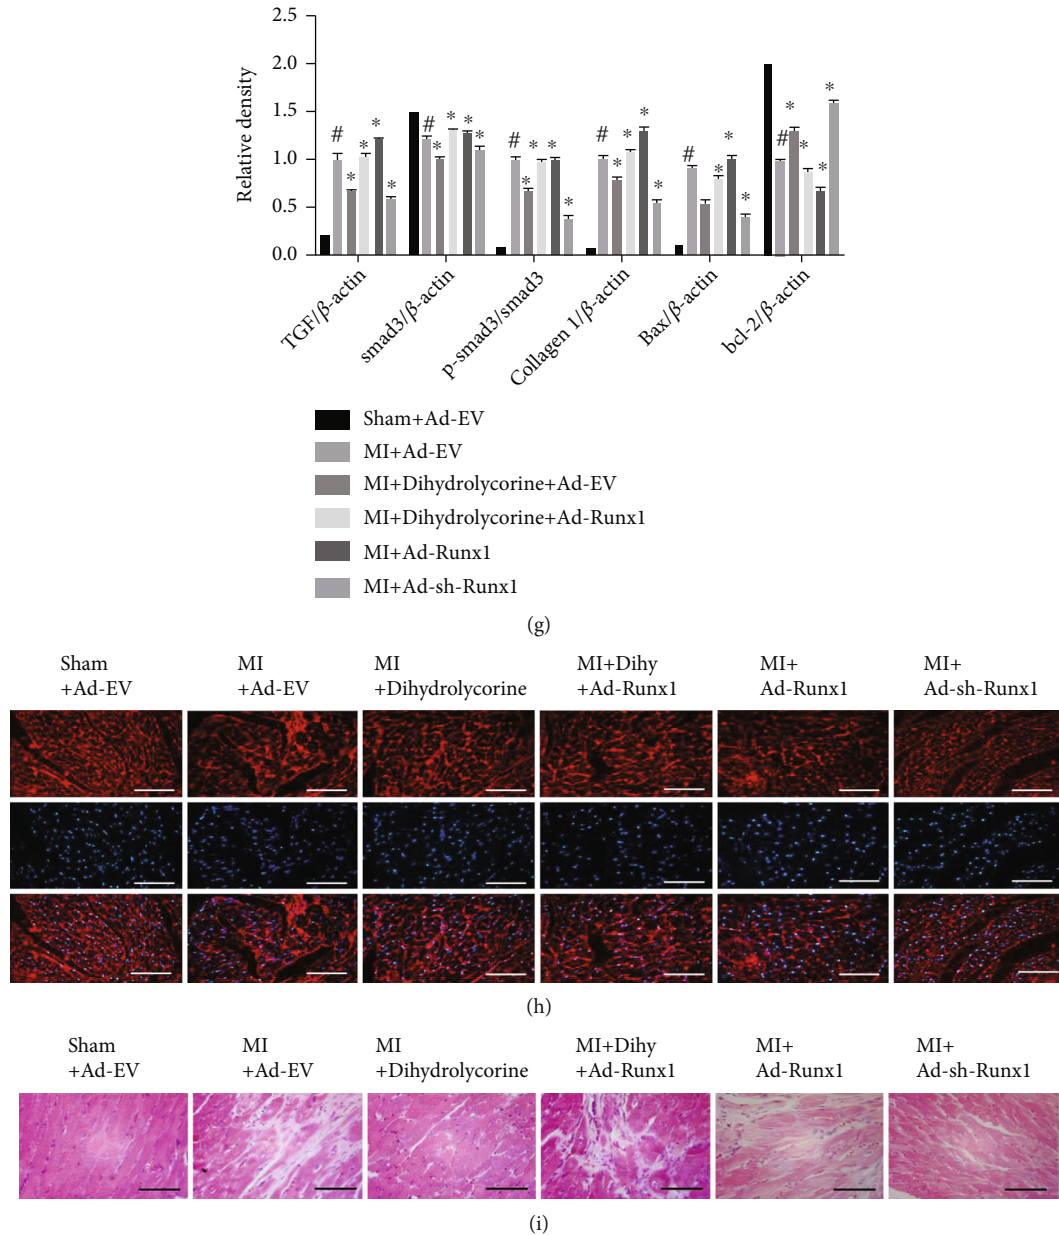 2.5
2.0
1.5
1.0
0.5
0.0
Relative density
# * * * *
# * * * *
# * * *
# * * * *
# * * *
# * * * *
TGF/β-actin
smad3/β-actin
p-smad3/smad3
Collagen 1/β-actin
Bax/β-actin
bcl-2/β-actin
Sham+Ad-EV
MI+Ad-EV
MI+Dihydrolycorine+Ad-EV
MI+Dihydrolycorine+Ad-Runx1
MI+Ad-Runx1
MI+Ad-sh-Runx1
(g)
Sham
+Ad-EV
MI
+Ad-EV
MI
+Dihydrolycorine
MI+Dihy
+Ad-Runx1
MI+
Ad-Runx1
MI+
Ad-sh-Runx1
(h)
Sham
+Ad-EV
MI
+Ad-EV
MI
+Dihydrolycorine
MI+Dihy
+Ad-Runx1
MI+
Ad-Runx1
MI+
Ad-sh-Runx1
(i)